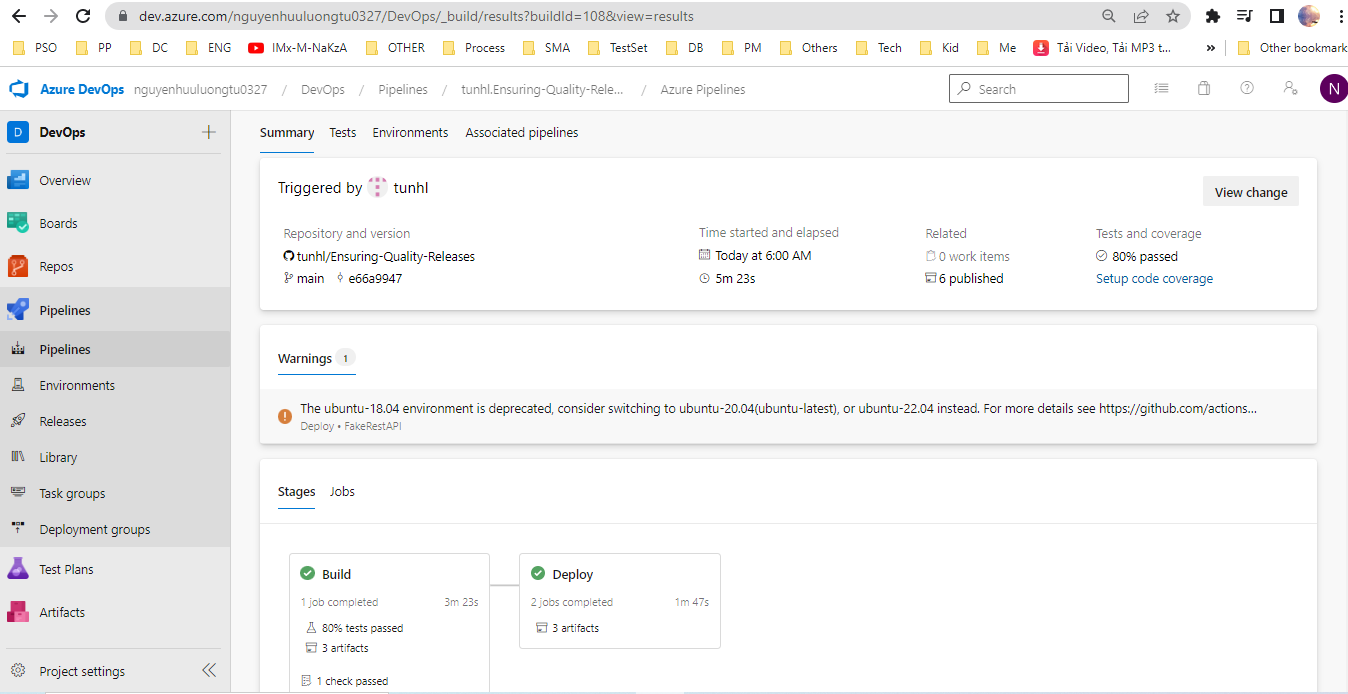 dev.azure.com/nguyenhuuluongtu0327/DevOps/_build/results?buildId=108&view=results
PSO PP DC ENG IMx-M-NaKzA OTHER Process SMA TestSet DB PM Others Tech Kid Me Tải Video, Tải MP3 t... » Other bookmark
Azure DevOps nguyenhuuluongtu0327 / DevOps / Pipelines / tunhl.Ensuring-Quality-Rele... / Azure Pipelines
Search
N
D DevOps
Overview
Boards
Repos
Pipelines
Pipelines
Environments
Releases
Library
Task groups
Deployment groups
Test Plans
Artifacts
Project settings
Summary Tests Environments Associated pipelines
Triggered by tunhl
View change
Repository and version
tunhl/Ensuring-Quality-Releases
main e66a9947
Time started and elapsed
Today at 6:00 AM
5m 23s
Related
0 work items
6 published
Tests and coverage
80% passed
Setup code coverage
Warnings 1
The ubuntu-18.04 environment is deprecated, consider switching to ubuntu-20.04(ubuntu-latest), or ubuntu-22.04 instead. For more details see https://github.com/actions...
Deploy • FakeRestAPI
Stages Jobs
Build
1 job completed 3m 23s
80% tests passed
3 artifacts
1 check passed
Deploy
2 jobs completed 1m 47s
3 artifacts